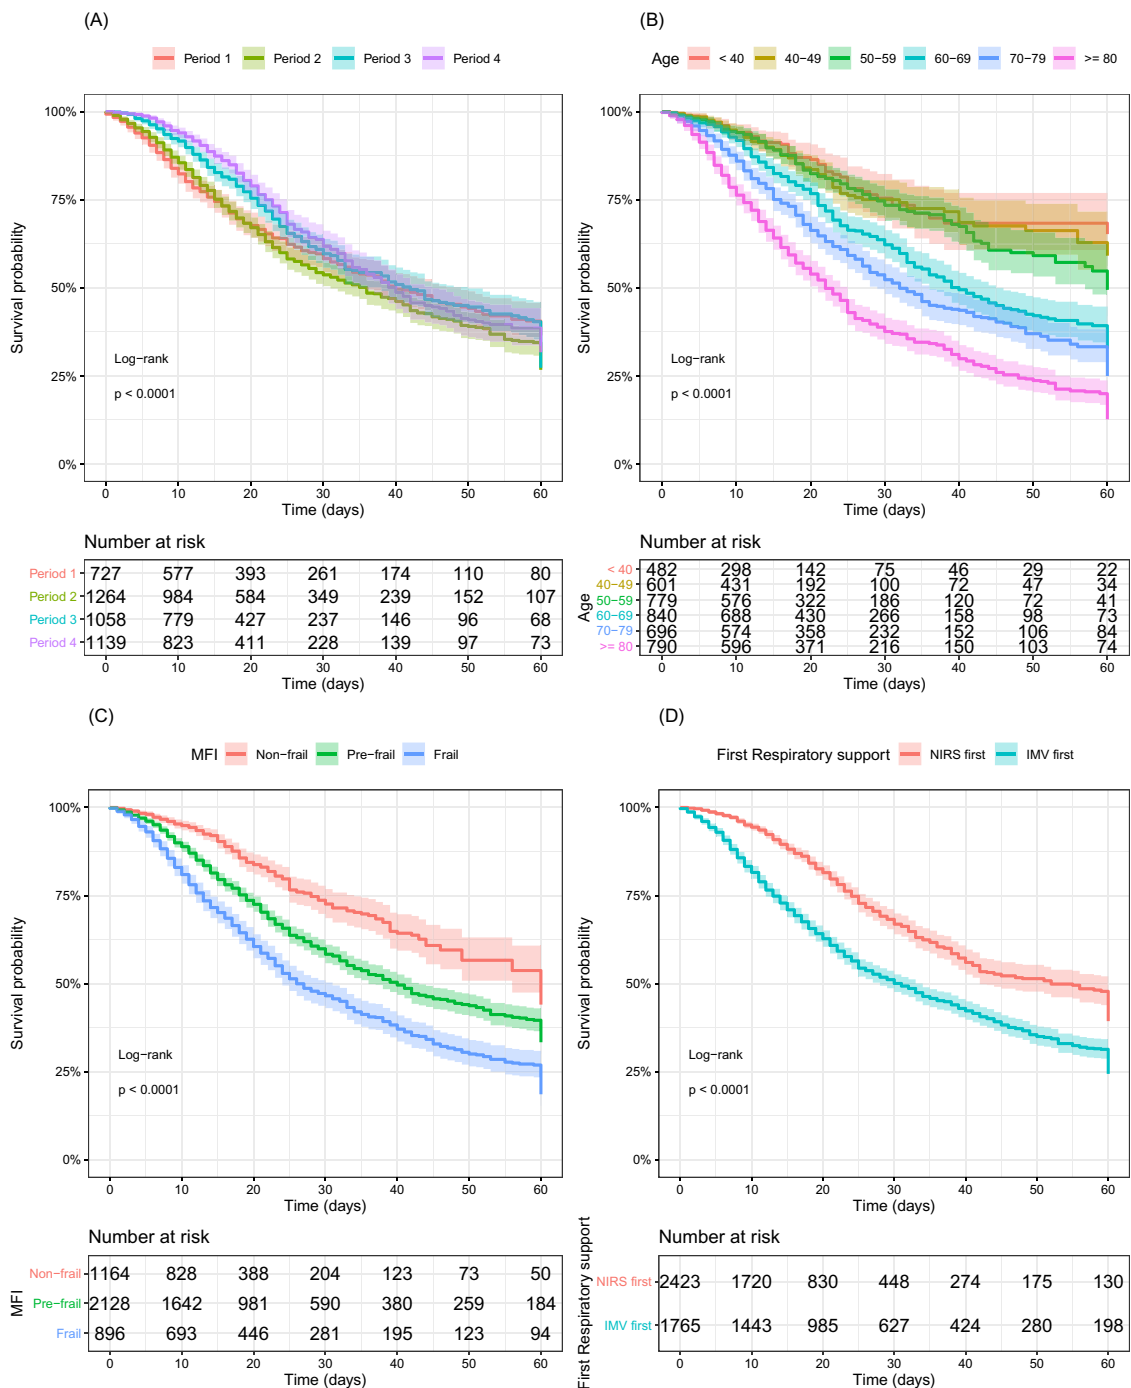 (A)
Period 1 Period 2 Period 3 Period 4
Survival probability
100%
75%
50%
25%
0%
Log−rank
p < 0.0001
0 10 20 30 40 50 60
Time (days)
Number at risk
Period 1 727 577 393 261 174 110 80
Period 2 1264 984 584 349 239 152 107
Period 3 1058 779 427 237 146 96 68
Period 4 1139 823 411 228 139 97 73
0 10 20 30 40 50 60
Time (days)
(B)
Age < 40 40−49 50−59 60−69 70−79 >= 80
Survival probability
100%
75%
50%
25%
0%
Log−rank
p < 0.0001
0 10 20 30 40 50 60
Time (days)
Number at risk
Age
< 40 482 298 142 75 46 29 22
40−49 601 431 192 100 72 47 34
50−59 779 576 322 186 120 72 41
60−69 840 688 430 266 158 98 73
70−79 696 574 358 232 152 106 84
>= 80 790 596 371 216 150 103 74
0 10 20 30 40 50 60
Time (days)
(C)
MFI Non−frail Pre−frail Frail
Survival probability
100%
75%
50%
25%
0%
Log−rank
p < 0.0001
0 10 20 30 40 50 60
Time (days)
Number at risk
MFI
Non−frail 1164 828 388 204 123 73 50
Pre−frail 2128 1642 981 590 380 259 184
Frail 896 693 446 281 195 123 94
0 10 20 30 40 50 60
Time (days)
(D)
First Respiratory support NIRS first IMV first
Survival probability
100%
75%
50%
25%
0%
Log−rank
p < 0.0001
0 10 20 30 40 50 60
Time (days)
Number at risk
First Respiratory support
NIRS first 2423 1720 830 448 274 175 130
IMV first 1765 1443 985 627 424 280 198
0 10 20 30 40 50 60
Time (days)